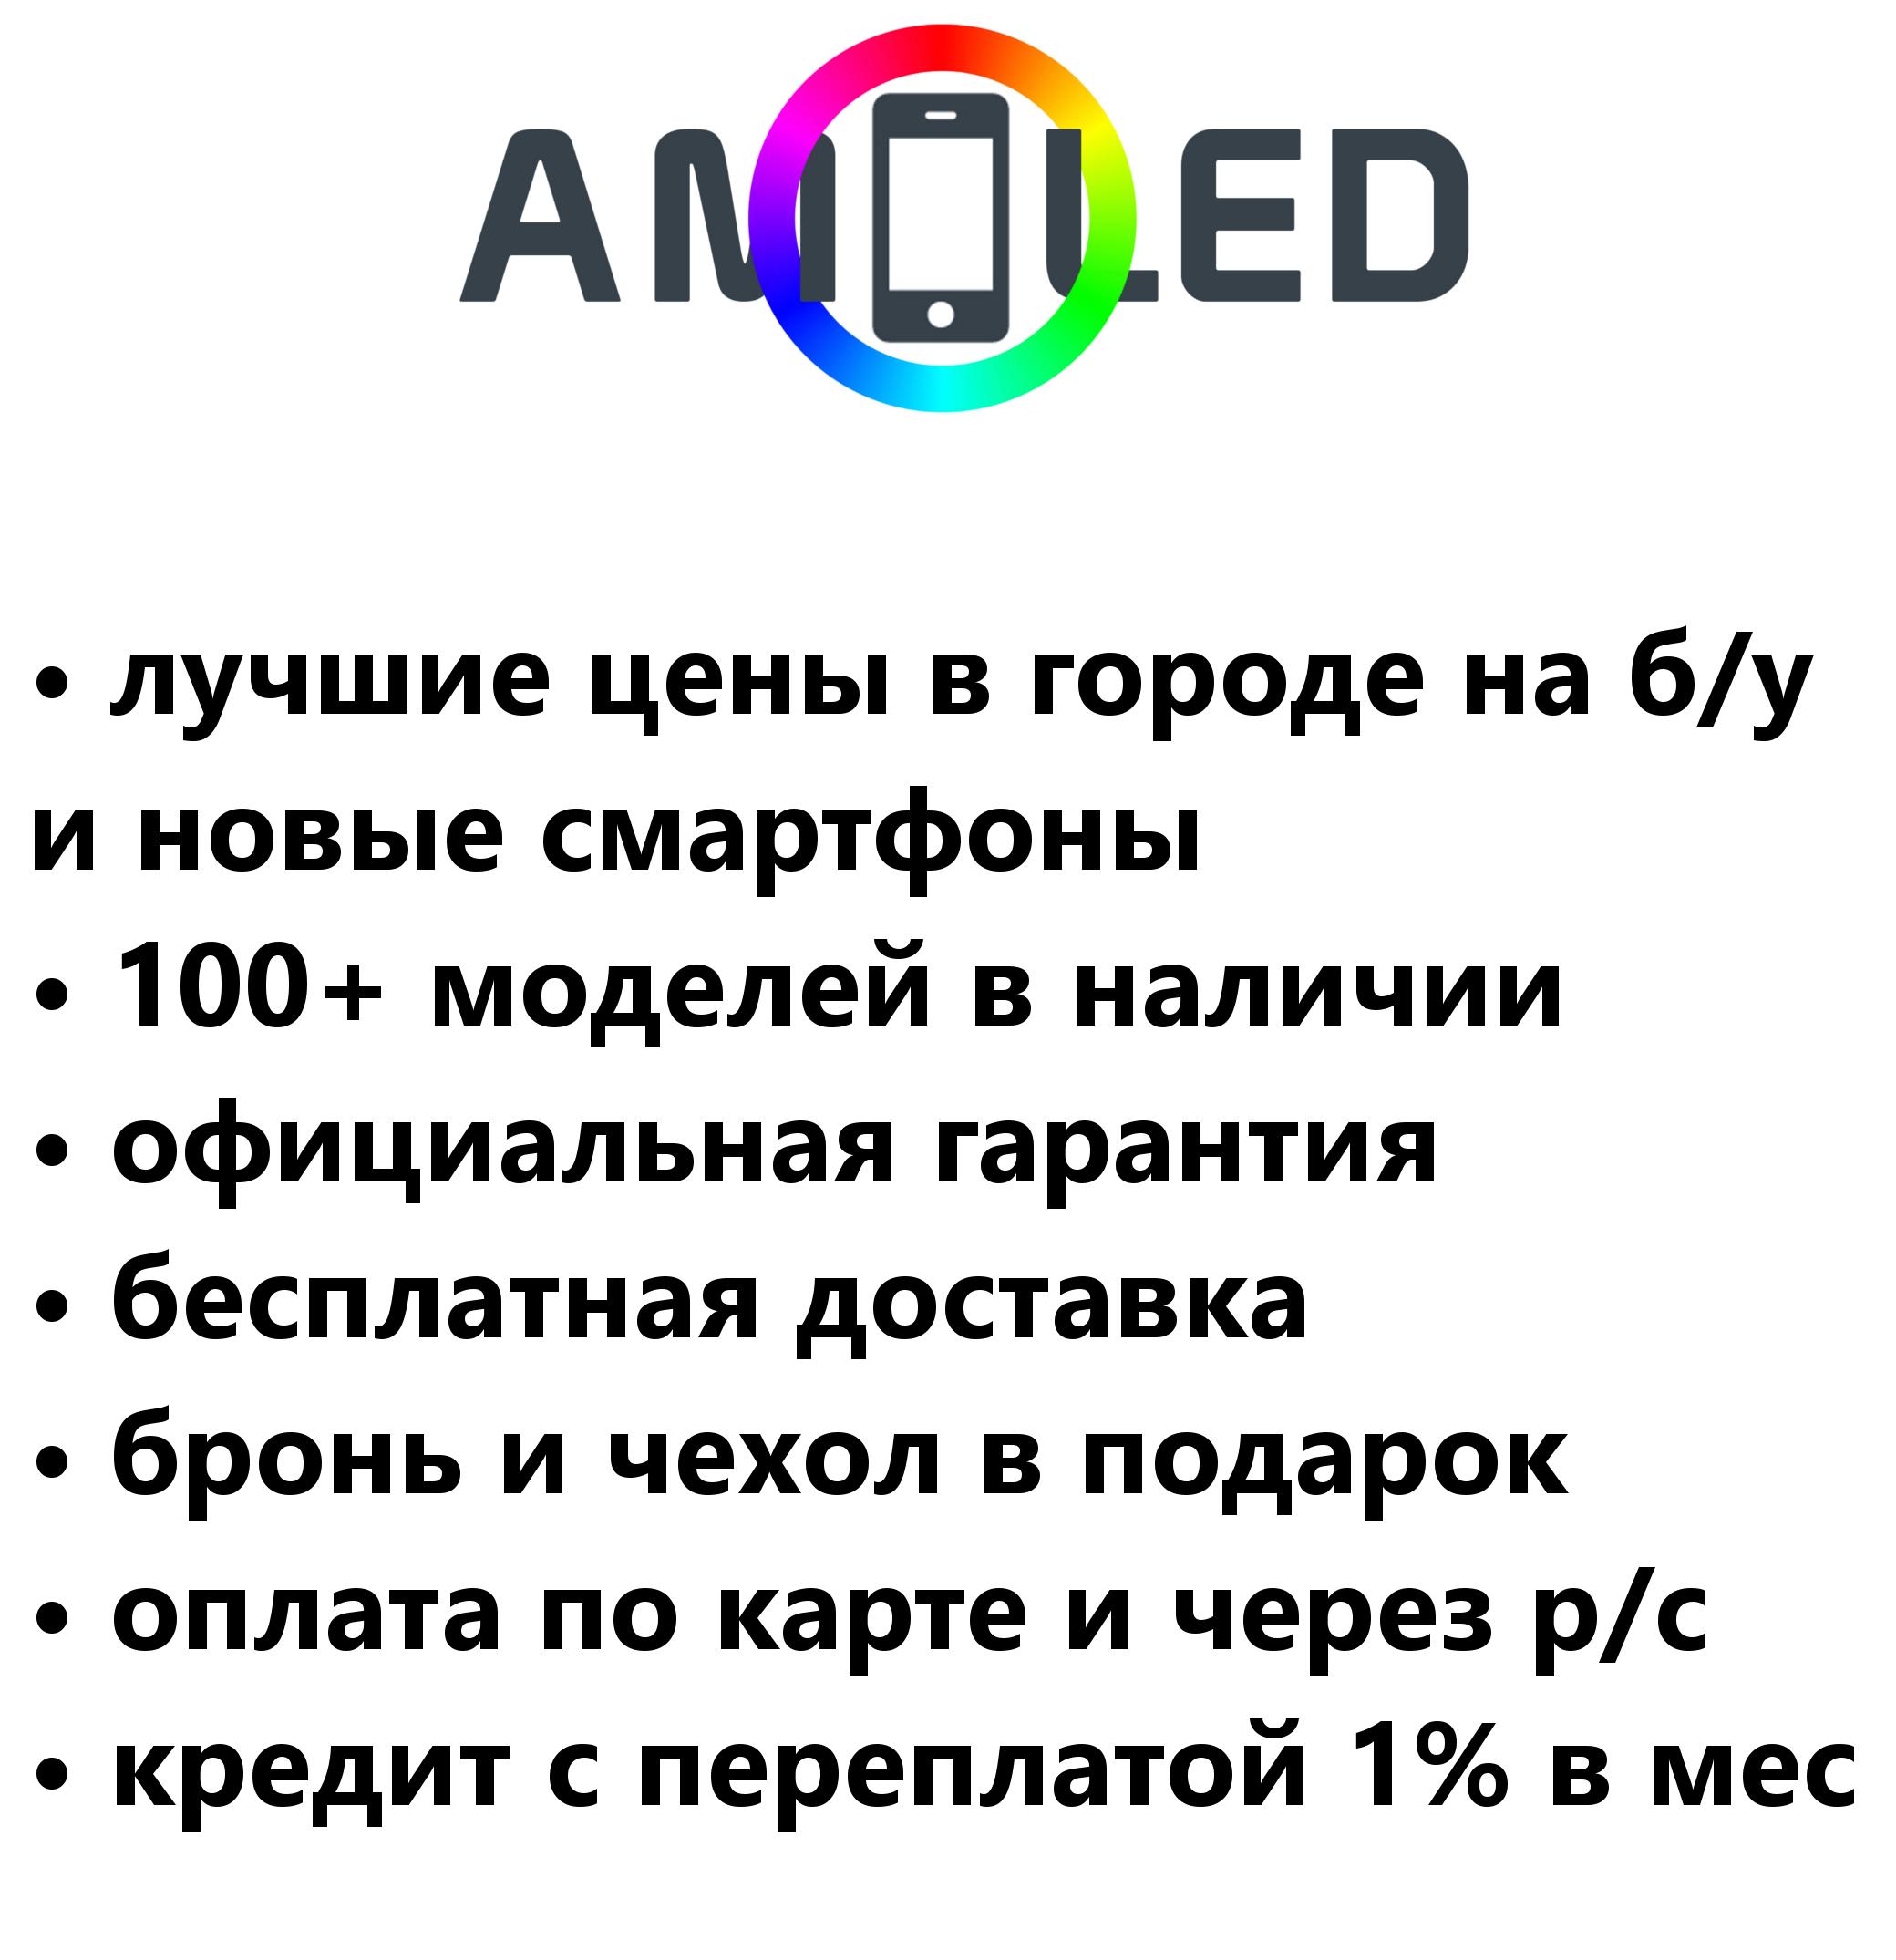 AMOLED
• лучшие цены в городе на б/у
и новые смартфоны
• 100+ моделей в наличии
• официальная гарантия
• бесплатная доставка
• бронь и чехол в подарок
• оплата по карте и через р/с
• кредит с переплатой 1% в мес